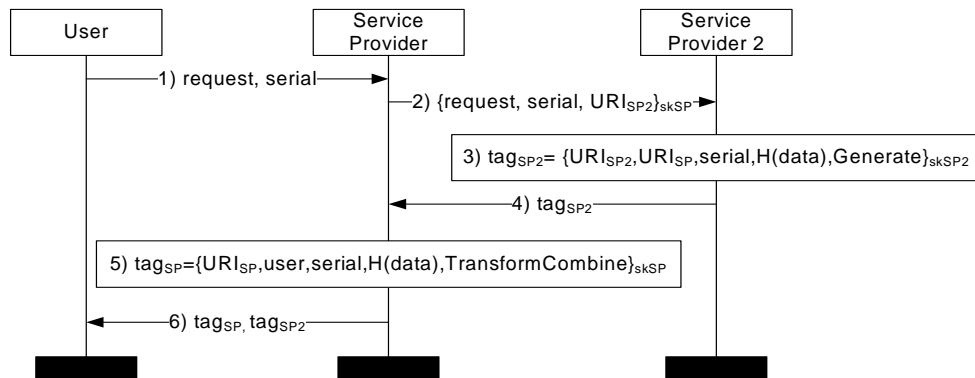 User
Service
Provider
Service
Provider 2
1) request, serial
2) {request, serial, URISP2}skSP
3) tagSP2= {URISP2,URISP,serial,H(data),Generate}skSP2
4) tagSP2
5) tagSP={URISP,user,serial,H(data),TransformCombine}skSP
6) tagSP, tagSP2